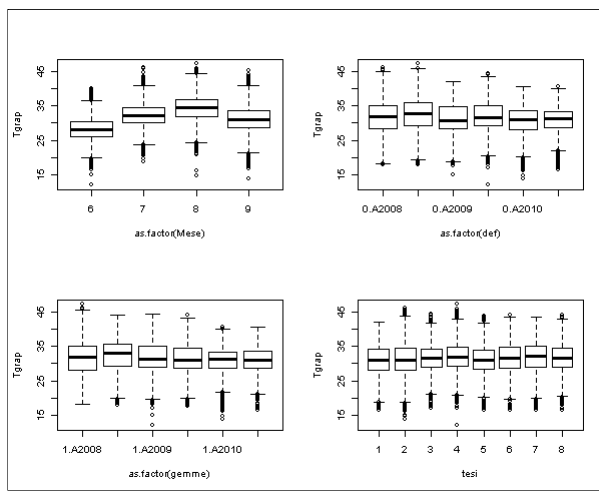 Tgrap
45
35
25
15
6 7 8 9
as.factor(Mese)
Tgrap
45
35
25
15
0.A2008 0.A2009 0.A2010
as.factor(def)
Tgrap
45
35
25
15
1.A2008 1.A2009 1.A2010
as.factor(gemme)
Tgrap
45
35
25
15
1 2 3 4 5 6 7 8
tesi